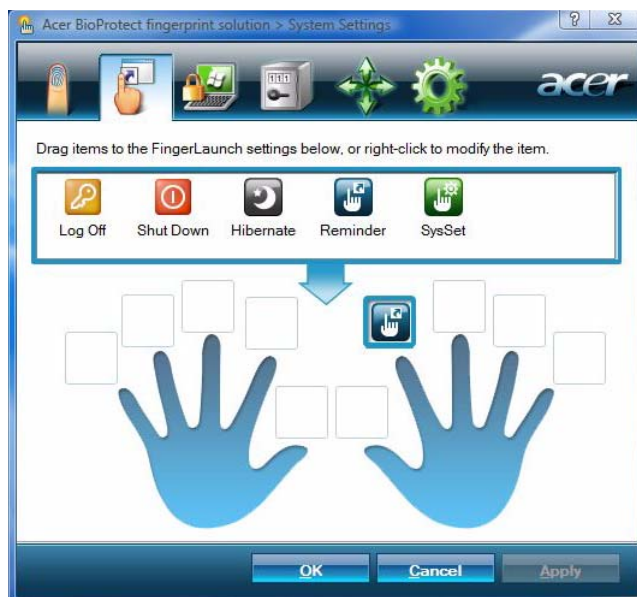 Acer BioProtect fingerprint solution > System Settings
acer
Drag items to the FingerLaunch settings below, or right-click to modify the item.
Log Off Shut Down Hibernate Reminder SysSet
OK Cancel Apply